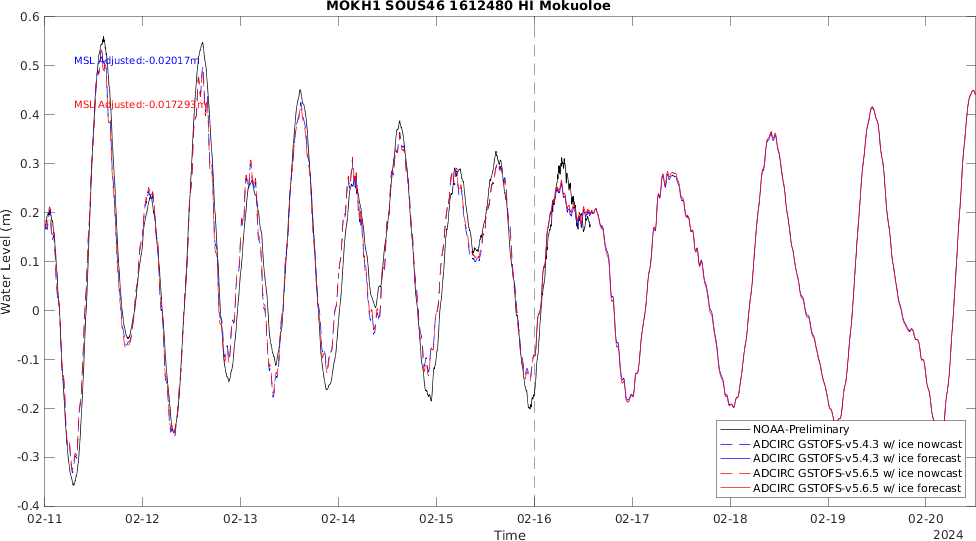 MOKH1 SOUS46 1612480 HI Mokuoloe
0.6
0.5
0.4
0.3
0.2
0.1
0
-0.1
-0.2
-0.3
-0.4
Water Level (m)
MSL Adjusted:-0.02017m
MSL Adjusted:-0.017293m
NOAA-Preliminary
ADCIRC GSTOFS-v5.4.3 w/ ice nowcast
ADCIRC GSTOFS-v5.4.3 w/ ice forecast
ADCIRC GSTOFS-v5.6.5 w/ ice nowcast
ADCIRC GSTOFS-v5.6.5 w/ ice forecast
02-11 02-12 02-13 02-14 02-15 02-16 02-17 02-18 02-19 02-20
Time
2024